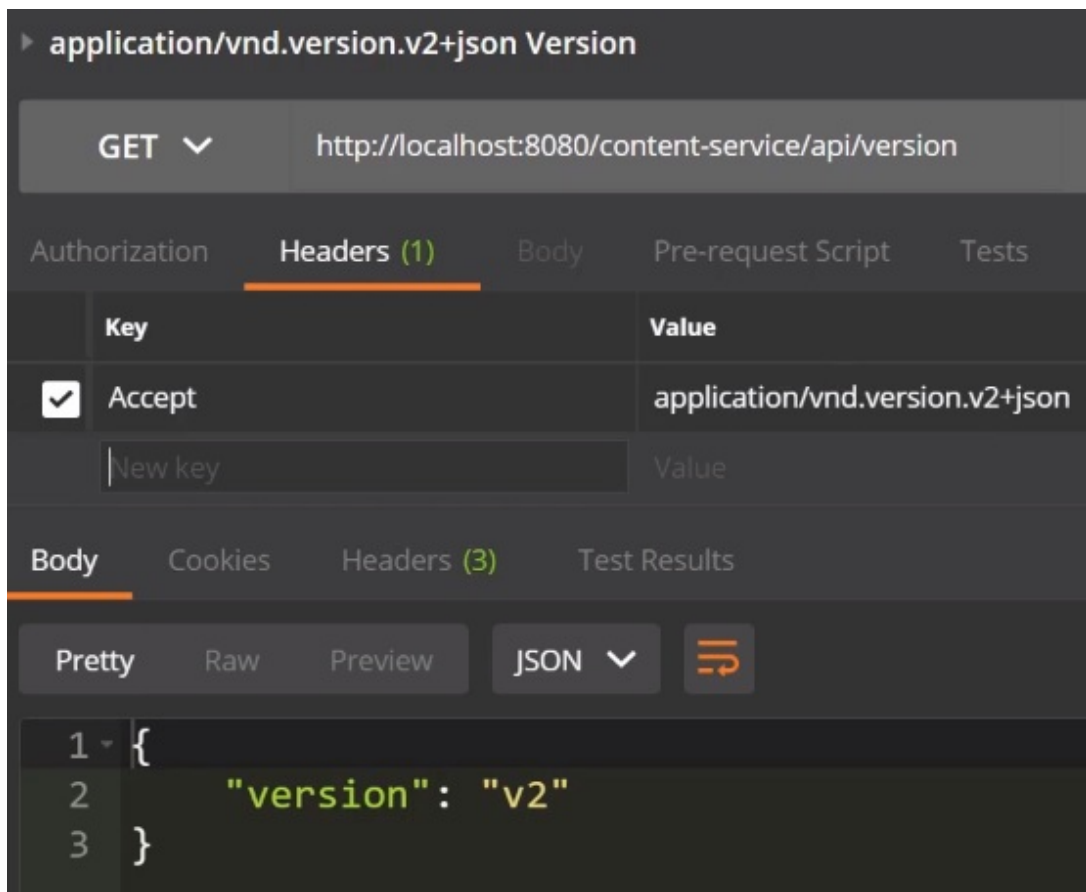 application/vnd.version.v2+json Version
GET http://localhost:8080/content-service/api/version
Authorization Headers (1) Body Pre-request Script Tests
Key Value
Accept application/vnd.version.v2+json
New key Value
Body Cookies Headers (3) Test Results
Pretty Raw Preview JSON
1 {
2 "version": "v2"
3 }